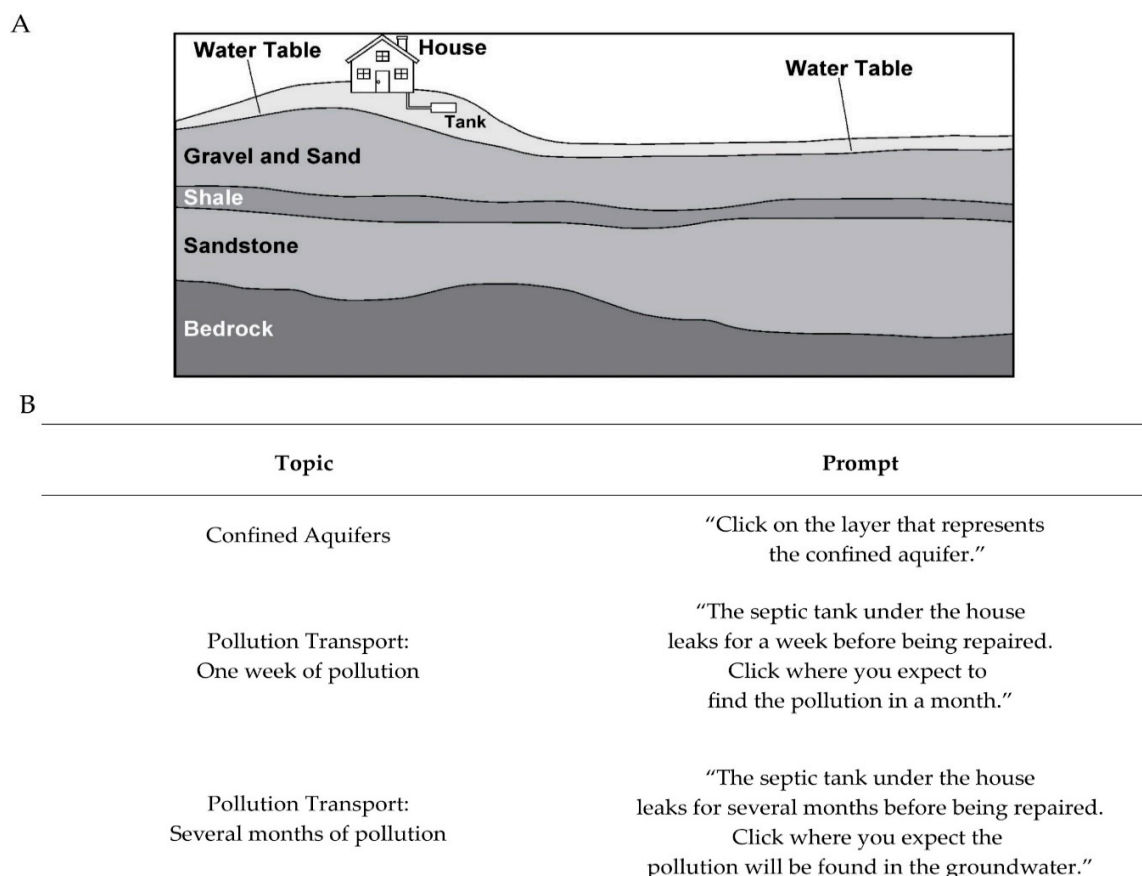 A
Water Table
House
Water Table
Tank
Gravel and Sand
Shale
Sandstone
Bedrock
B
Topic Prompt
Confined Aquifers
“Click on the layer that represents
the confined aquifer.”
Pollution Transport:
One week of pollution
“The septic tank under the house
leaks for a week before being repaired.
Click where you expect to
find the pollution in a month.”
Pollution Transport:
Several months of pollution
“The septic tank under the house
leaks for several months before being repaired.
Click where you expect the
pollution will be found in the groundwater.”